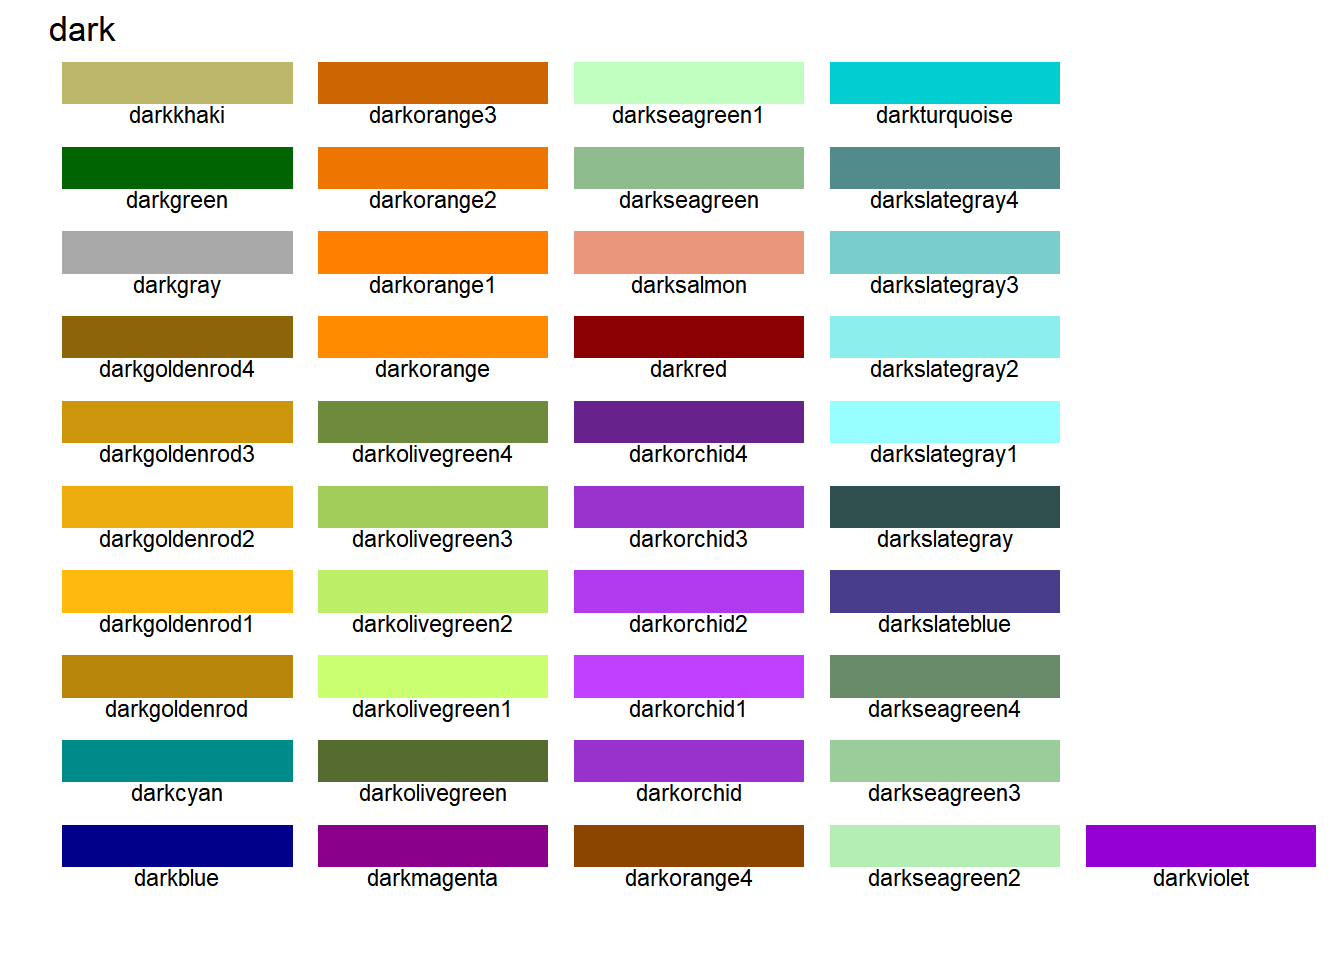 dark
darkkhaki
darkorange3
darkseagreen1
darkturquoise
darkgreen
darkorange2
darkseagreen
darkslategray4
darkgray
darkorange1
darksalmon
darkslategray3
darkgoldenrod4
darkorange
darkred
darkslategray2
darkgoldenrod3
darkolivegreen4
darkorchid4
darkslategray1
darkgoldenrod2
darkolivegreen3
darkorchid3
darkslategray
darkgoldenrod1
darkolivegreen2
darkorchid2
darkslateblue
darkgoldenrod
darkolivegreen1
darkorchid1
darkseagreen4
darkcyan
darkolivegreen
darkorchid
darkseagreen3
darkblue
darkmagenta
darkorange4
darkseagreen2
darkviolet